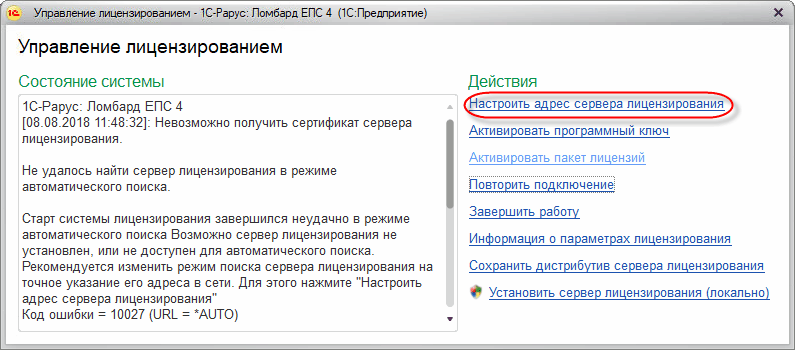 Управление лицензированием - 1С-Рарус: Ломбард ЕПС 4 (1С:Предприятие)
Управление лицензированием
Состояние системы
1С-Рарус: Ломбард ЕПС 4
[08.08.2018 11:48:32]: Невозможно получить сертификат сервера
лицензирования.
Не удалось найти сервер лицензирования в режиме
автоматического поиска.
Старт системы лицензирования завершился неудачно в режиме
автоматического поиска Возможно сервер лицензирования не
установлен, или не доступен для автоматического поиска.
Рекомендуется изменить режим поиска сервера лицензирования на
точное указание его адреса в сети. Для этого нажмите "Настроить
адрес сервера лицензирования"
Код ошибки = 10027 (URL = *AUTO)
Действия
Настроить адрес сервера лицензирования
Активировать программный ключ
Активировать пакет лицензий
Повторить подключение
Завершить работу
Информация о параметрах лицензирования
Сохранить дистрибутив сервера лицензирования
Установить сервер лицензирования (локально)